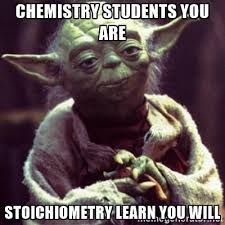 CHEMISTRY STUDENTS YOU
ARE
STOICHIOMETRY LEARN YOU WILL